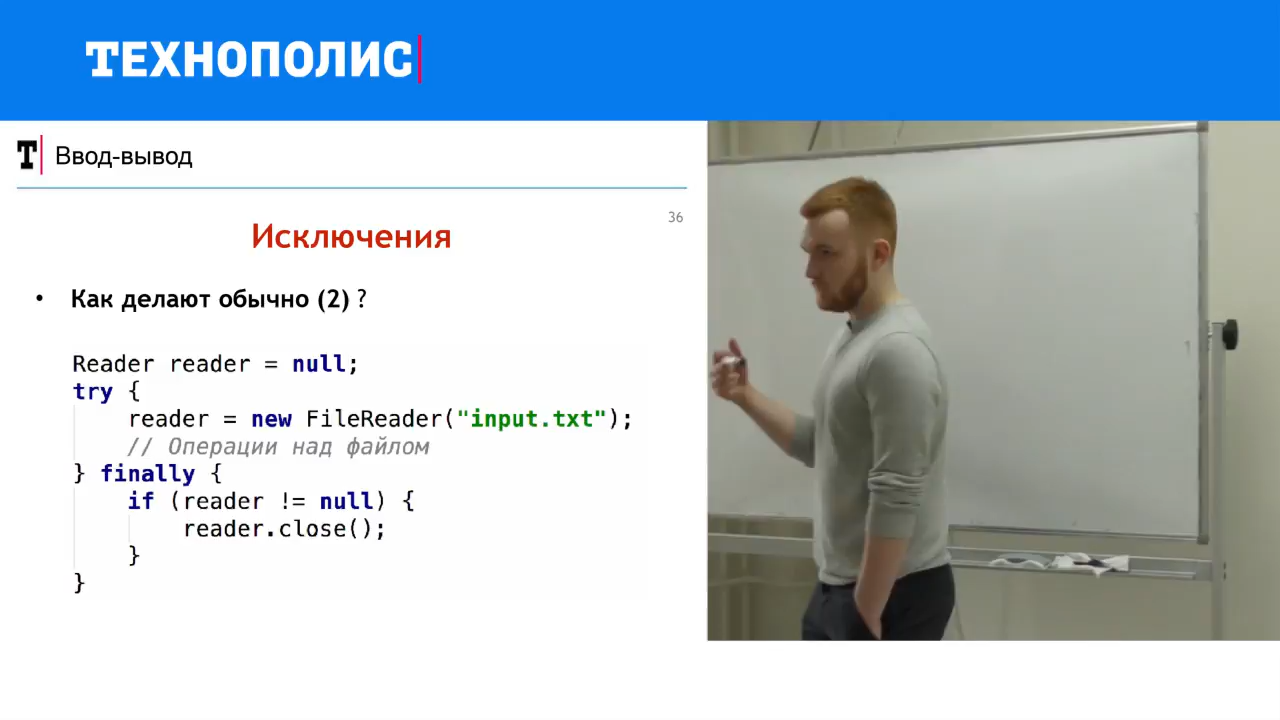 ТЕХНОПОЛИС
T Ввод-вывод
36
Исключения
• Как делают обычно (2) ?
Reader reader = null;
try {
    reader = new FileReader("input.txt");
    // Операции над файлом
} finally {
    if (reader != null) {
        reader.close();
    }
}